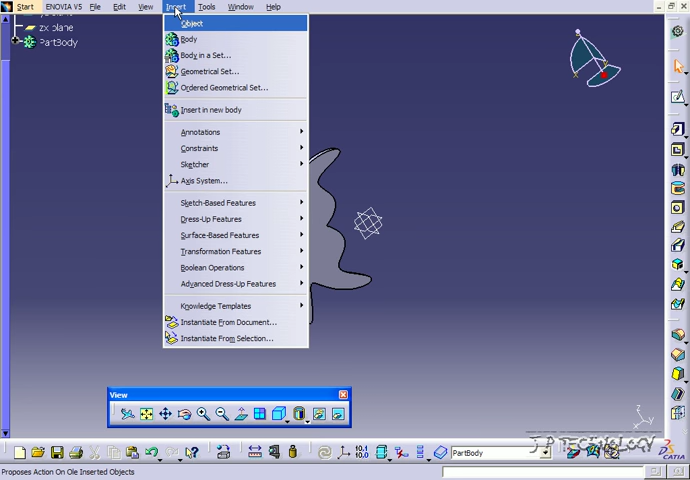 Start ENOVIA V5 File Edit View Insert Tools Window Help
zx plane
PartBody
Object
Body
Body in a Set...
Geometrical Set...
Ordered Geometrical Set...
Insert in new body
Annotations
Constraints
Sketcher
Axis System...
Sketch-Based Features
Dress-Up Features
Surface-Based Features
Transformation Features
Boolean Operations
Advanced Dress-Up Features
Knowledge Templates
Instantiate From Document...
Instantiate From Selection...
View
z
x y
PartBody
J.P TECHNOLOGY
CATIA
Proposes Action On Ole Inserted Objects